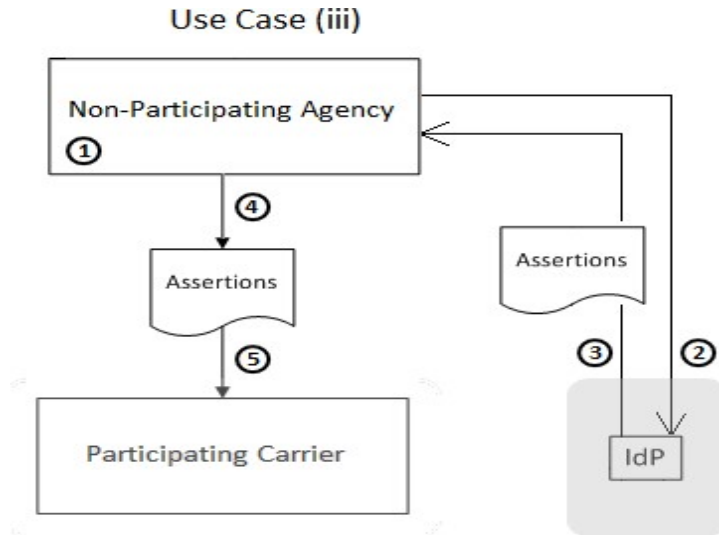 Use Case (iii)
Non-Participating Agency
1
4
Assertions
Assertions
5
3
2
Participating Carrier
IdP